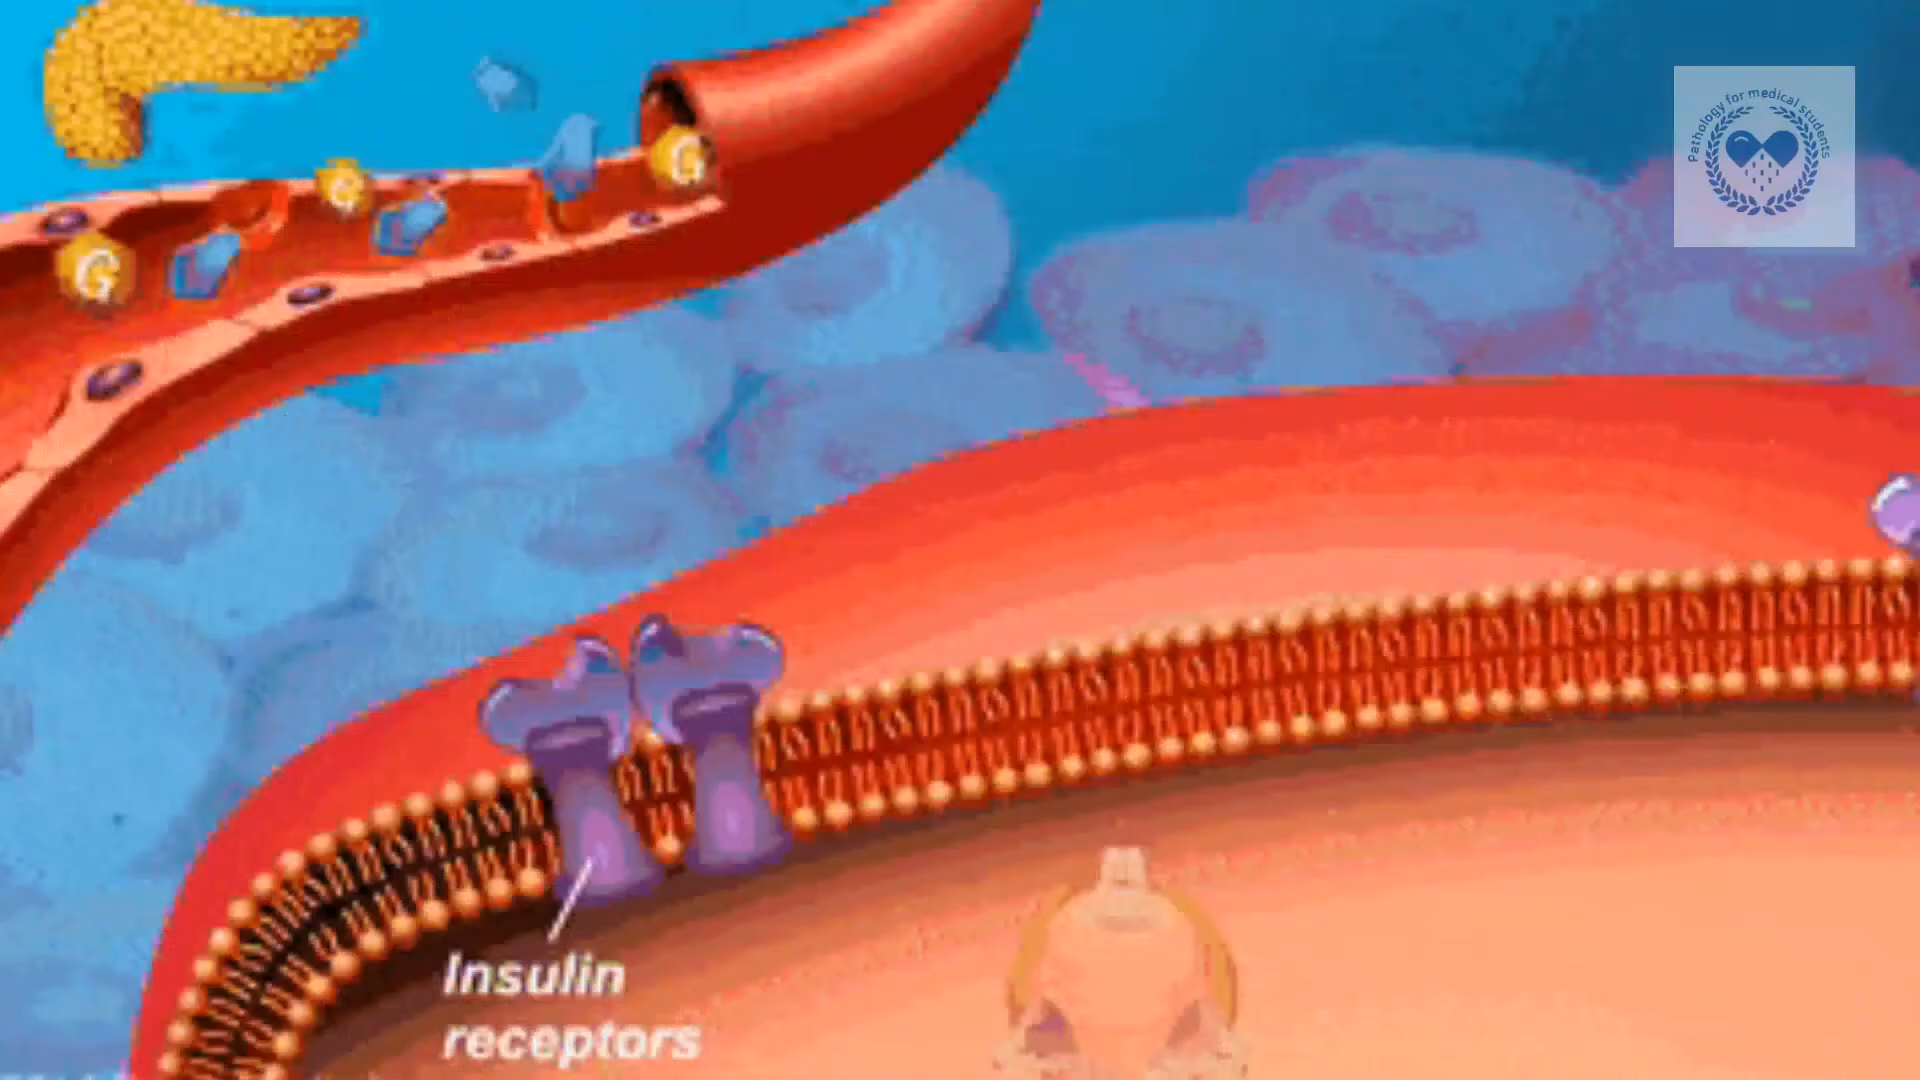 G
G
G
Pathology for medical students
Insulin
receptors